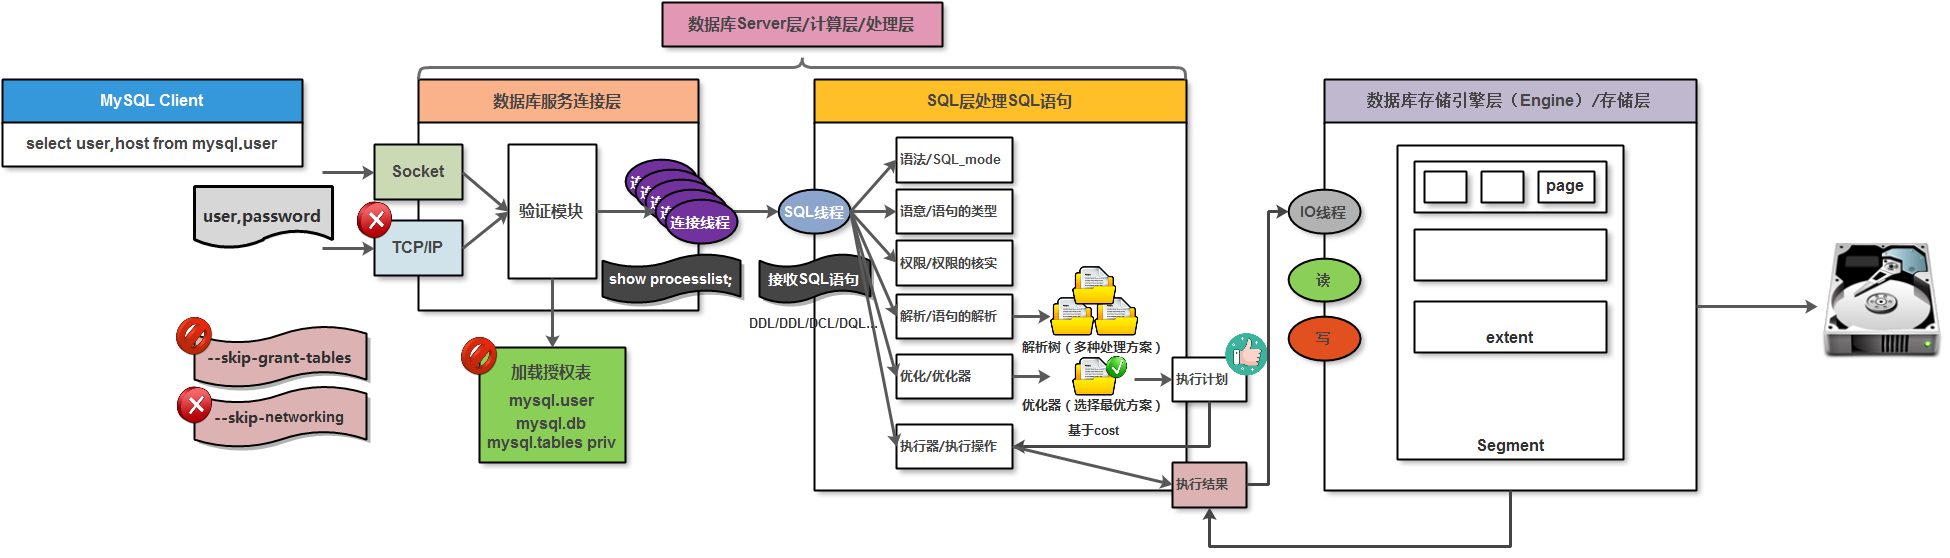 数据库Server层/计算层/处理层
MySQL Client
select user,host from mysql.user
user,password
--skip-grant-tables
--skip-networking
数据库服务连接层
Socket
TCP/IP
验证模块
连接线程
show processlist;
加载授权表
mysql.user
mysql.db
mysql.tables priv
SQL层处理SQL语句
SQL线程
接收SQL语句
DDL/DDL/DCL/DQL...
语法/SQL_mode
语意/语句的类型
权限/权限的核实
解析/语句的解析
解析树（多种处理方案）
优化/优化器
优化器（选择最优方案）
基于cost
执行计划
执行器/执行操作
执行结果
数据库存储引擎层（Engine）/存储层
IO线程
读
写
page
extent
Segment